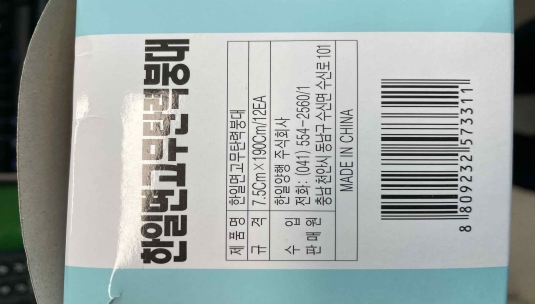 한일면고무탄력붕대
제품명 한일면고무탄력붕대
규격 7.5Cm×190Cm/12EA
수입판매원 한일양행 주식회사
전화: (041) 554-2560/1
충남 천안시 동남구 수신면 수신로 101
MADE IN CHINA
8 809232 573311